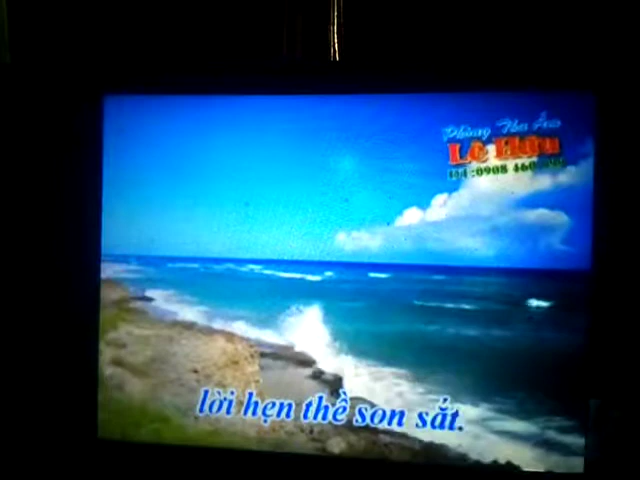 Phòng Thu Âm
Lê Hữu
lời hẹn thề son sắt.